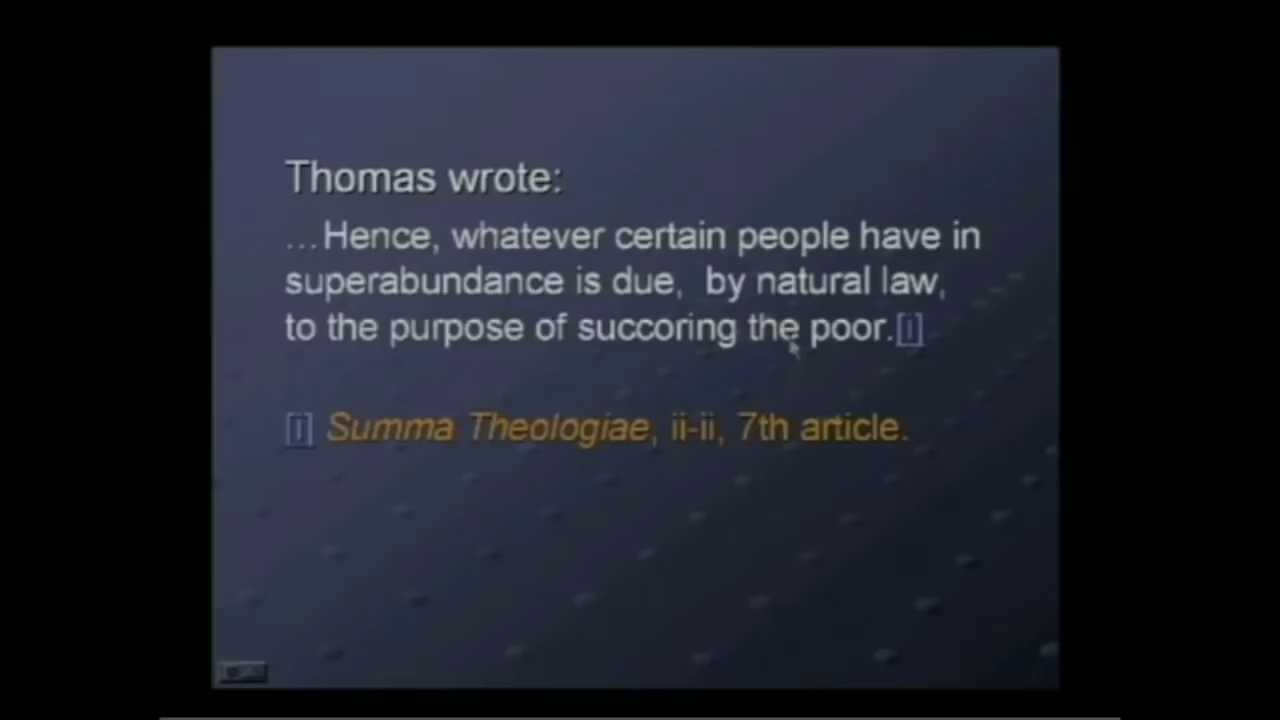 Thomas wrote:
…Hence, whatever certain people have in
superabundance is due, by natural law,
to the purpose of succoring the poor.[i]
[i] Summa Theologiae, ii-ii, 7th article.